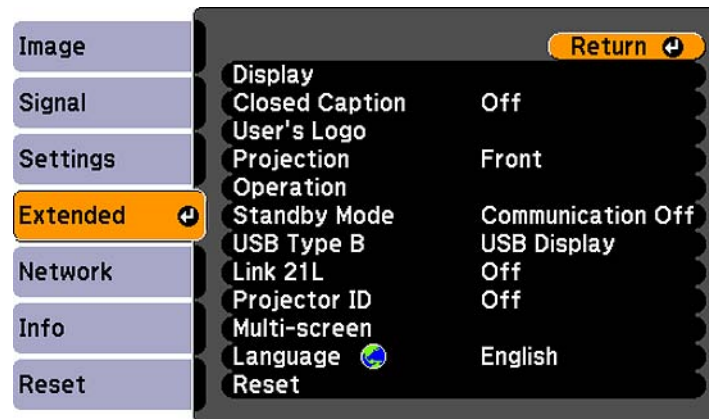 Image
Signal
Settings
Extended
Network
Info
Reset
Return
Display
Closed Caption Off
User's Logo
Projection Front
Operation
Standby Mode Communication Off
USB Type B USB Display
Link 21L Off
Projector ID Off
Multi-screen
Language English
Reset